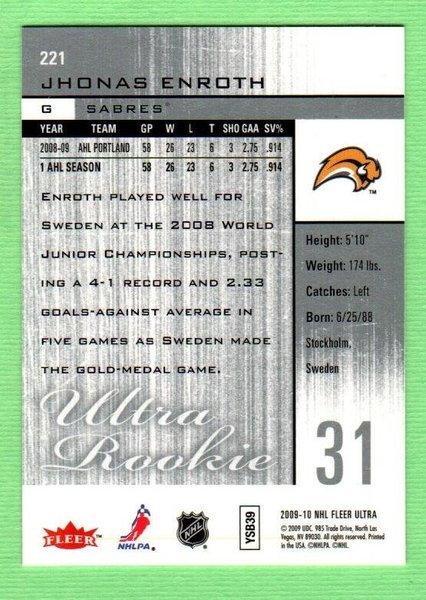 221
JHONAS ENROTH
G SABRES®
YEAR TEAM GP W L T SHO GAA SV%
2008-09 AHL PORTLAND 58 26 23 6 3 2.75 .914
1 AHL SEASON 58 26 23 6 3 2.75 .914
TM
ENROTH PLAYED WELL FOR
SWEDEN AT THE 2008 WORLD
JUNIOR CHAMPIONSHIPS, POST-
ING A 4-1 RECORD AND 2.33
GOALS-AGAINST AVERAGE IN
FIVE GAMES AS SWEDEN MADE
THE GOLD-MEDAL GAME.
Height: 5'10"
Weight: 174 lbs.
Catches: Left
Born: 6/25/88
Stockholm,
Sweden
Ultra
Rookie
31
FLEER
NHLPA®
NHL
YSB39
2009-10 NHL FLEER ULTRA
© 2009 UDC. 985 Trade Drive, North Las
Vegas, NV 89030. All rights reserved. Printed
in the USA. ©NHLPA. ©NHL.